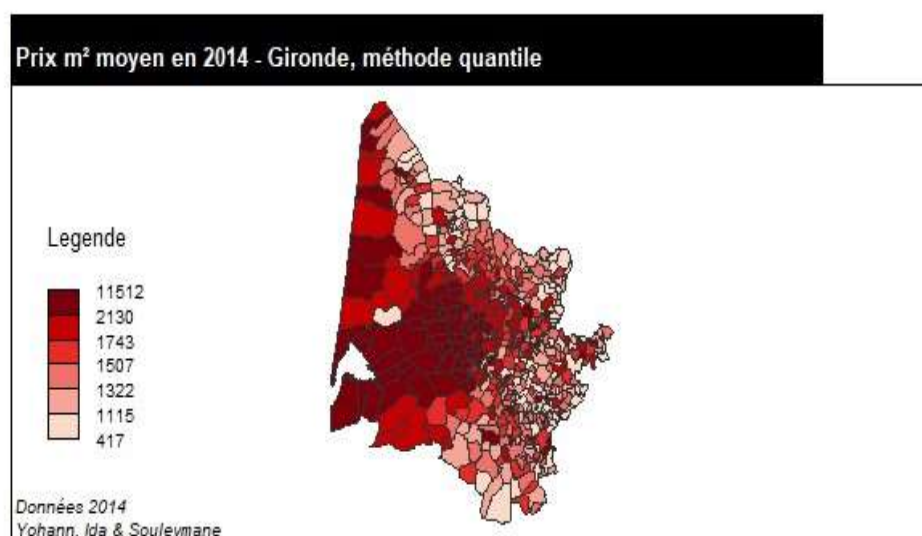 Prix m² moyen en 2014 - Gironde, méthode quantile
Legende
11512
2130
1743
1507
1322
1115
417
Données 2014
Yohann, Ida & Souleymane